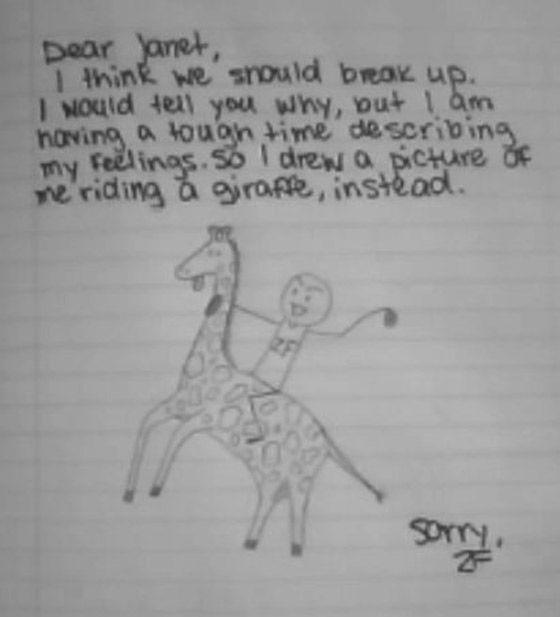 Dear Janet,
I think we should break up.
I would tell you why, but I am
having a tough time describing
my feelings. So I drew a picture of
me riding a giraffe, instead.
ZF
Sorry,
ZF